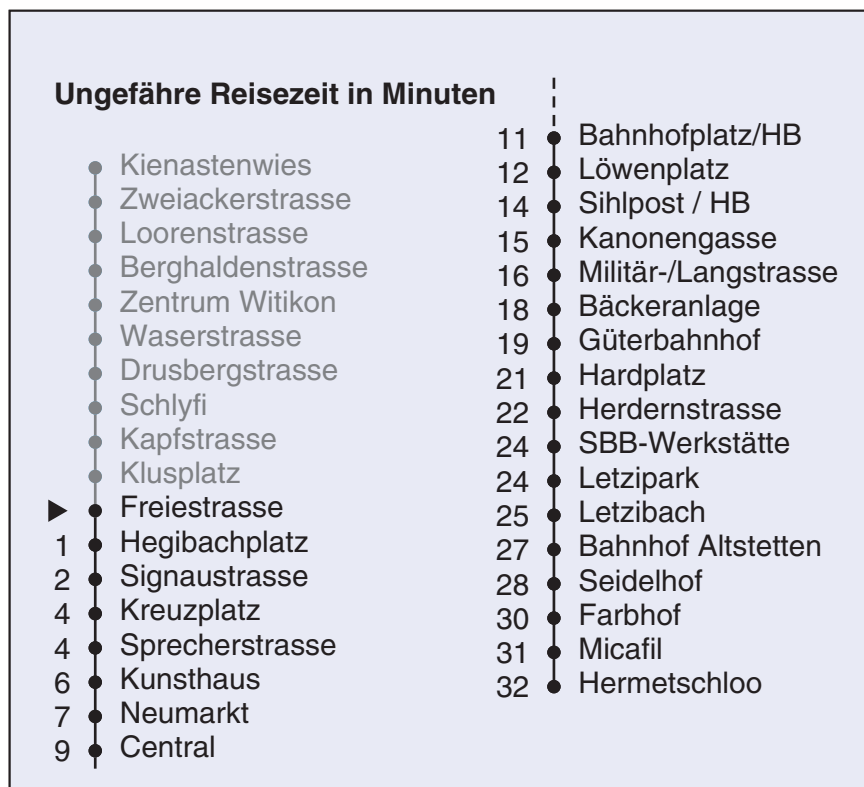 Ungefähre Reisezeit in Minuten
Kienastenwies
Zweiackerstrasse
Loorenstrasse
Berghaldenstrasse
Zentrum Witikon
Waserstrasse
Drusbergstrasse
Schlyfi
Kapfstrasse
Klusplatz
Freiestrasse
1 Hegibachplatz
2 Signaustrasse
4 Kreuzplatz
4 Sprecherstrasse
6 Kunsthaus
7 Neumarkt
9 Central
11 Bahnhofplatz/HB
12 Löwenplatz
14 Sihlpost / HB
15 Kanonengasse
16 Militär-/Langstrasse
18 Bäckeranlage
19 Güterbahnhof
21 Hardplatz
22 Herdernstrasse
24 SBB-Werkstätte
24 Letzipark
25 Letzibach
27 Bahnhof Altstetten
28 Seidelhof
30 Farbhof
31 Micafil
32 Hermetschloo